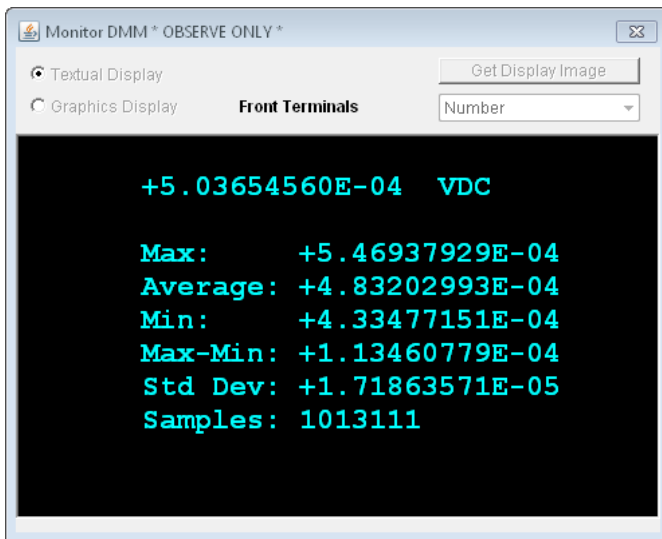 Monitor DMM * OBSERVE ONLY *
Textual Display Get Display Image
Graphics Display Front Terminals Number
+5.03654560E-04 VDC
Max: +5.46937929E-04
Average: +4.83202993E-04
Min: +4.33477151E-04
Max-Min: +1.13460779E-04
Std Dev: +1.71863571E-05
Samples: 1013111